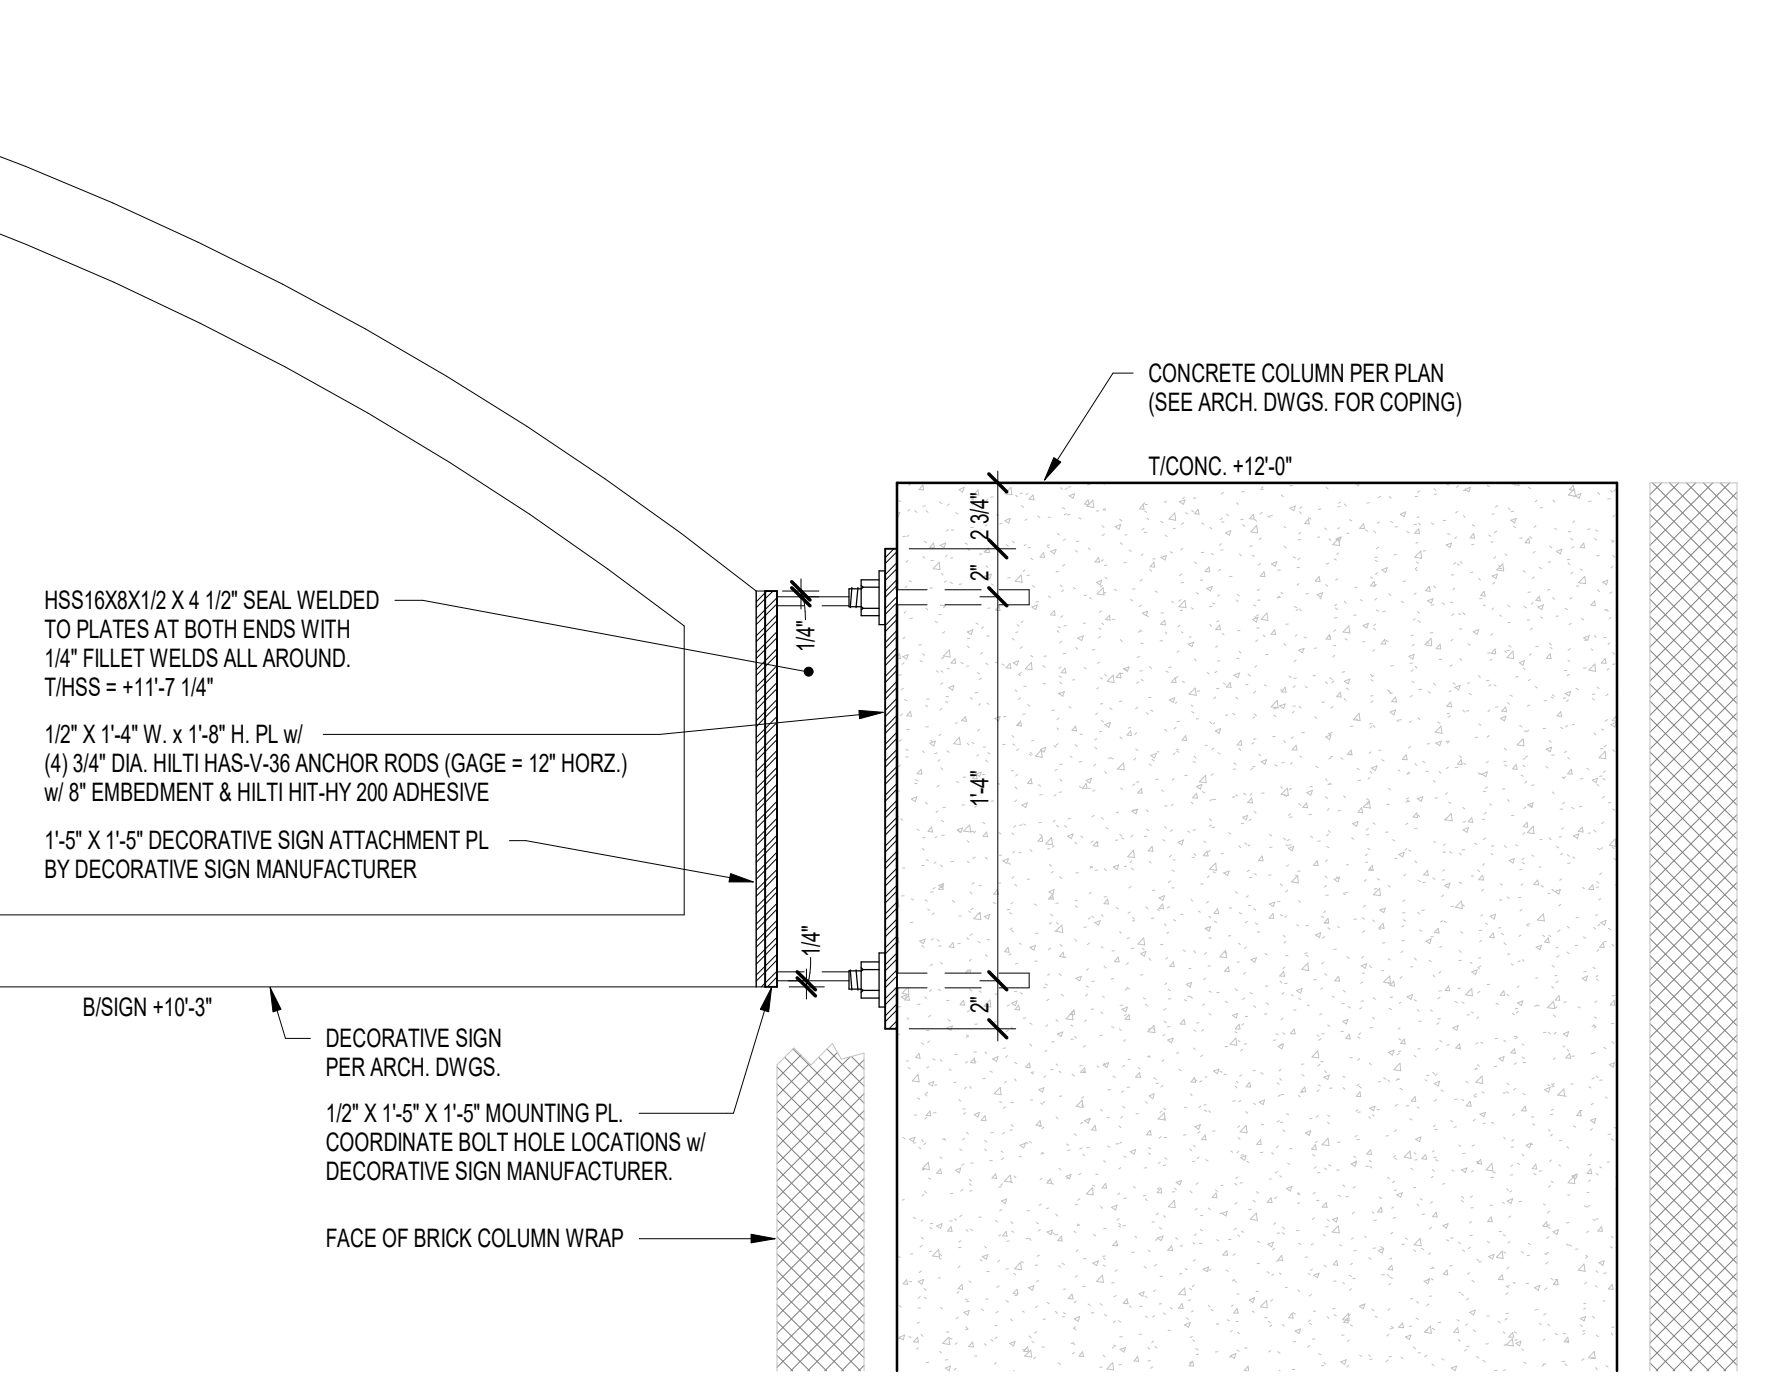 CONCRETE COLUMN PER PLAN
(SEE ARCH. DWGS. FOR COPING)
T/CONC. +12'-0"
2 3/4"
2"
1/4"
HSS16X8X1/2 X 4 1/2" SEAL WELDED
TO PLATES AT BOTH ENDS WITH
1/4" FILLET WELDS ALL AROUND.
T/HSS = +11'-7 1/4"
1/2" X 1'-4" W. x 1'-8" H. PL w/
(4) 3/4" DIA. HILTI HAS-V-36 ANCHOR RODS (GAGE = 12" HORZ.)
w/ 8" EMBEDMENT & HILTI HIT-HY 200 ADHESIVE
1'-4"
1'-5" X 1'-5" DECORATIVE SIGN ATTACHMENT PL
BY DECORATIVE SIGN MANUFACTURER
1/4"
2"
B/SIGN +10'-3"
DECORATIVE SIGN
PER ARCH. DWGS.
1/2" X 1'-5" X 1'-5" MOUNTING PL.
COORDINATE BOLT HOLE LOCATIONS w/
DECORATIVE SIGN MANUFACTURER.
FACE OF BRICK COLUMN WRAP